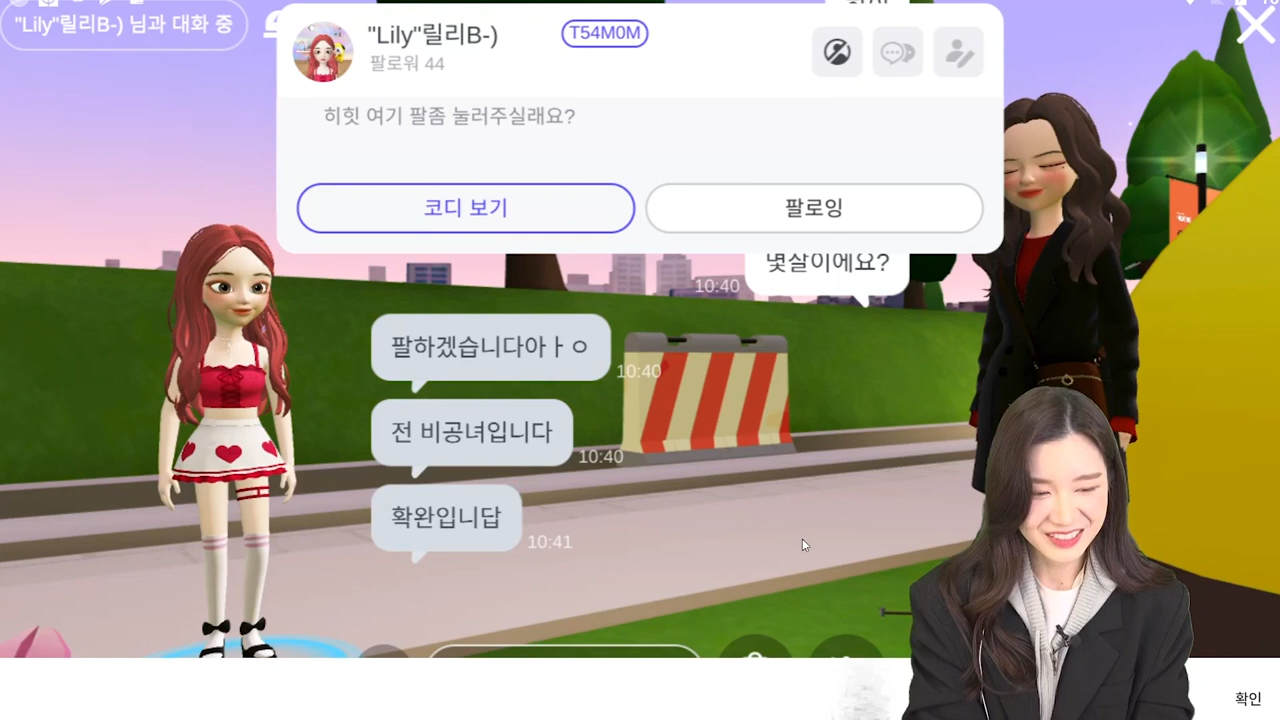 "Lily"릴리B-) 님과 대화 중
"Lily"릴리B-)
T54M0M
팔로워 44
히힛 여기 팔좀 눌러주실래요?
코디 보기
팔로잉
몇살이에요?
10:40
팔하겠습니다아ㅏㅇ
10:40
전 비공녀입니다
10:40
확완입니답
10:41
확인